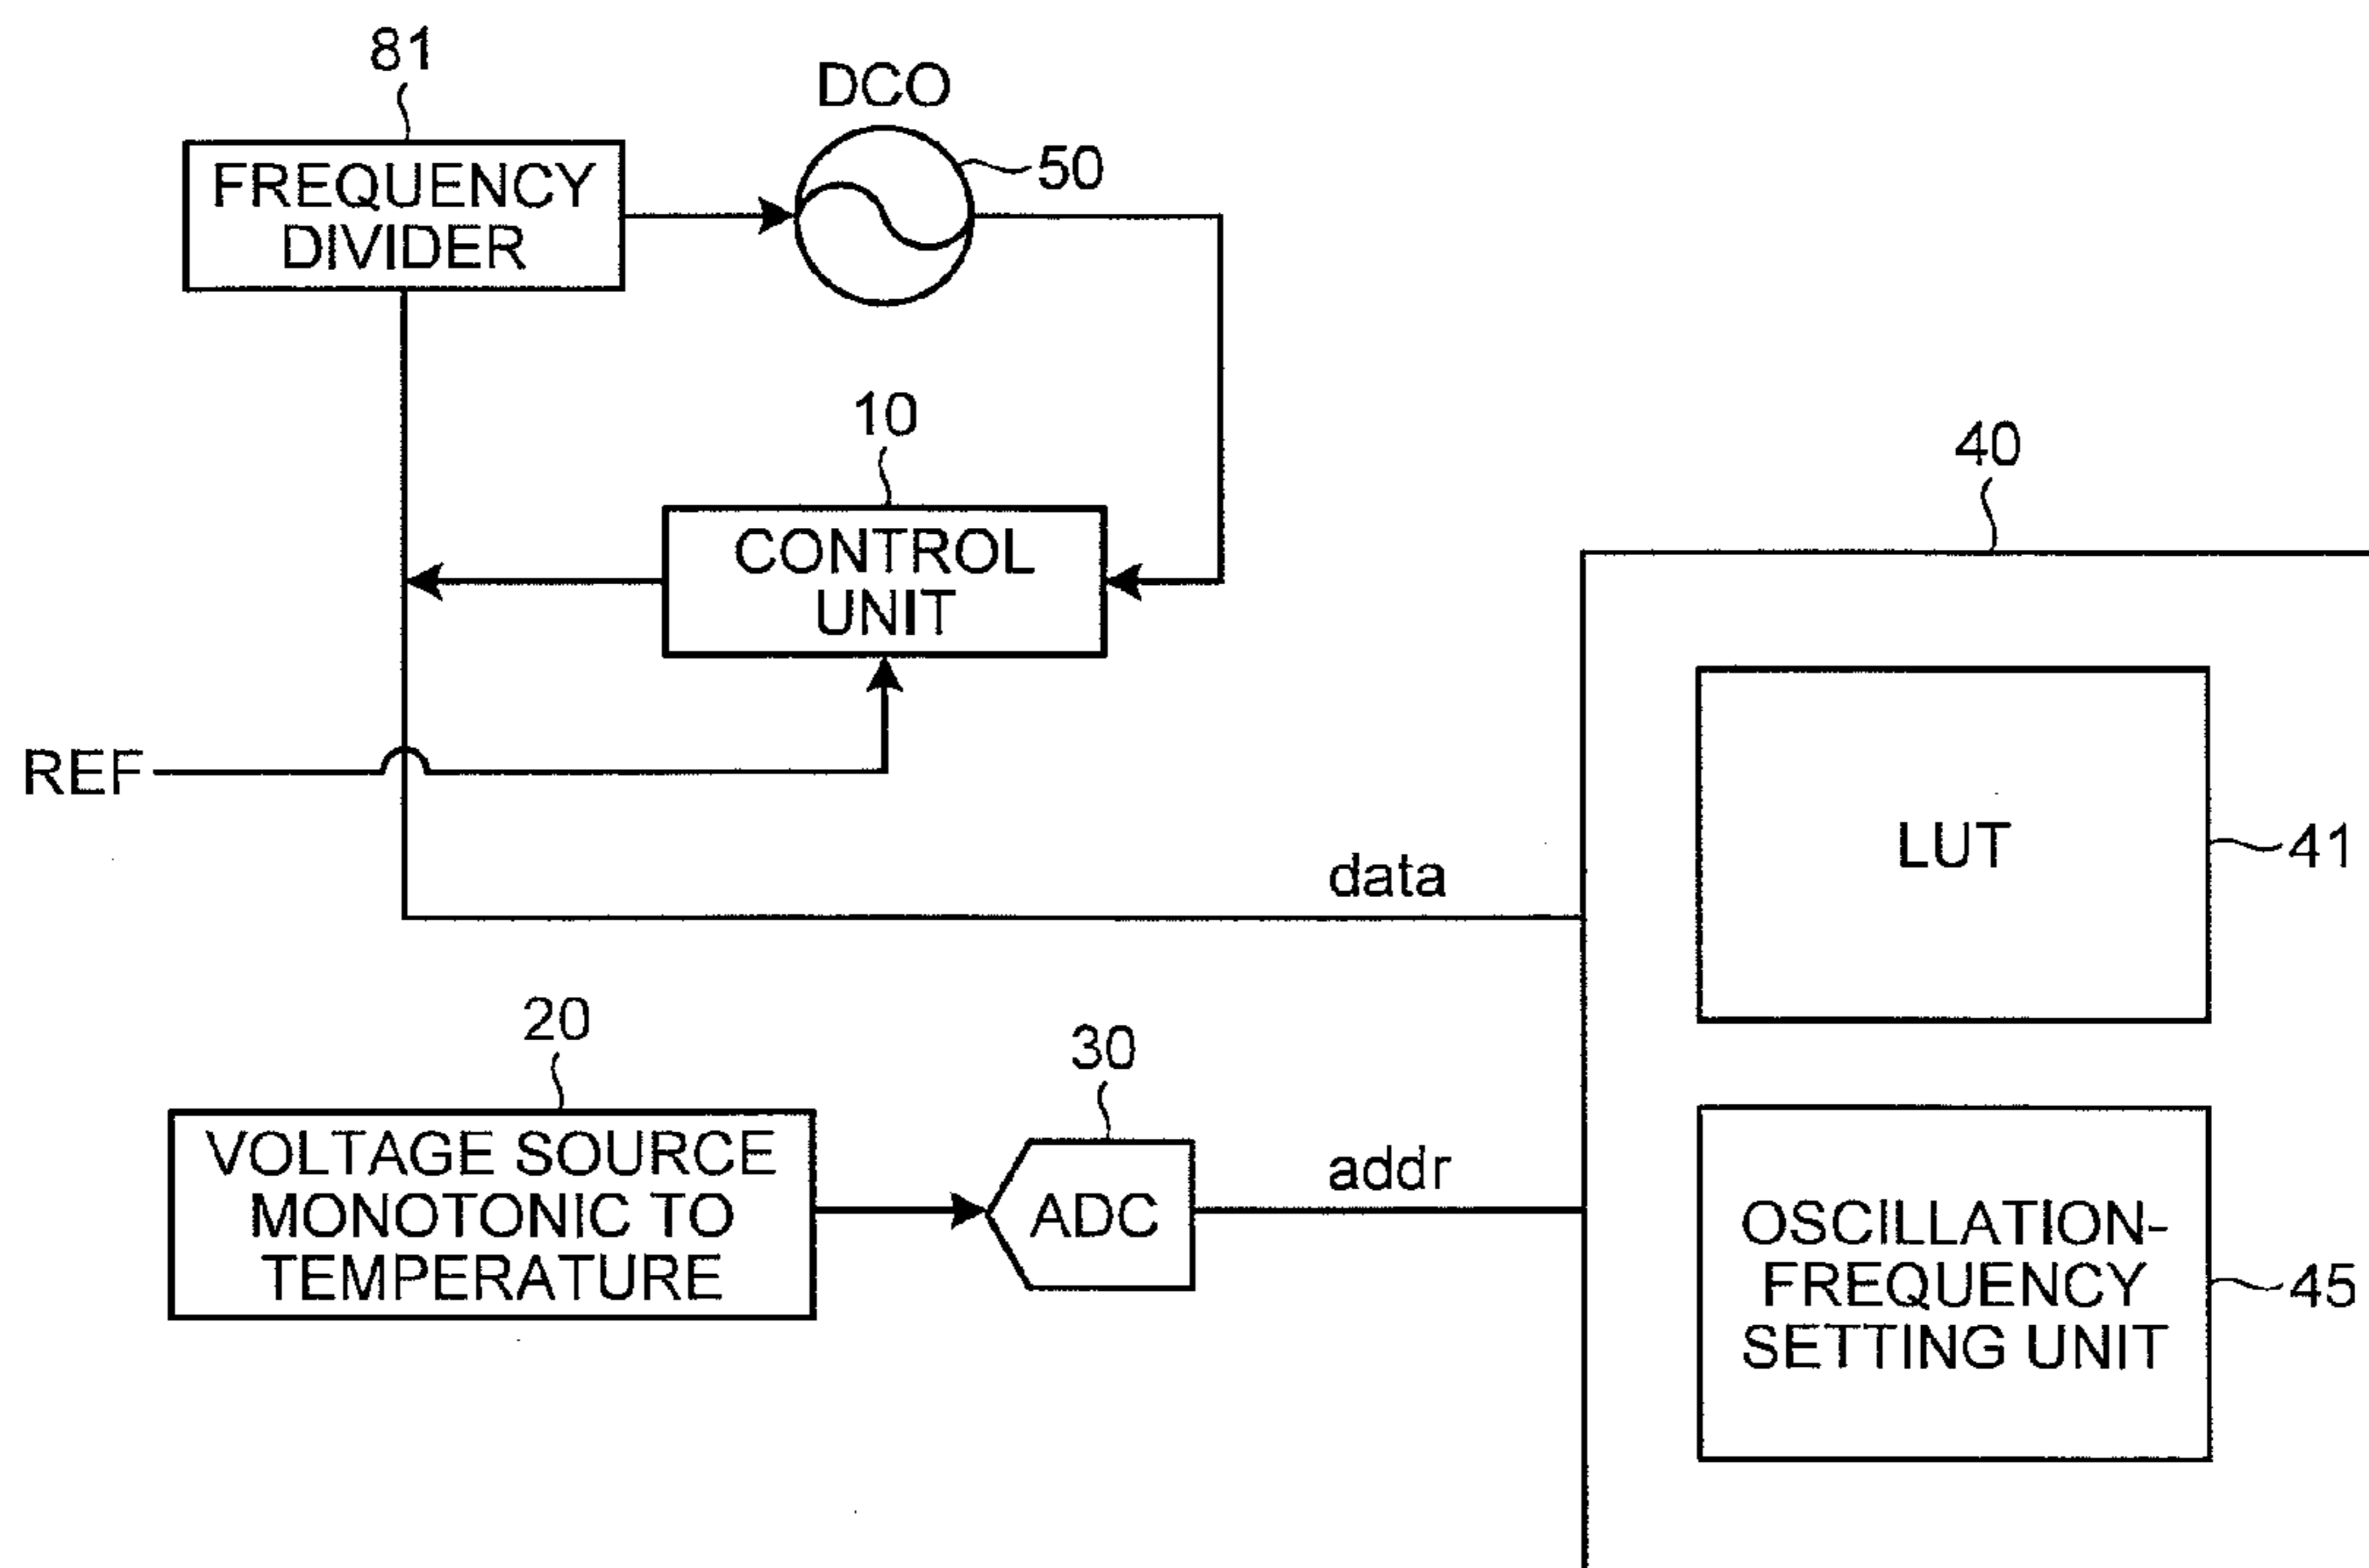 81
DCO
FREQUENCY
DIVIDER
50
10
CONTROL
UNIT
40
REF
LUT
41
data
20
30
VOLTAGE SOURCE
MONOTONIC TO
TEMPERATURE
ADC
addr
OSCILLATION-
FREQUENCY
SETTING UNIT
45